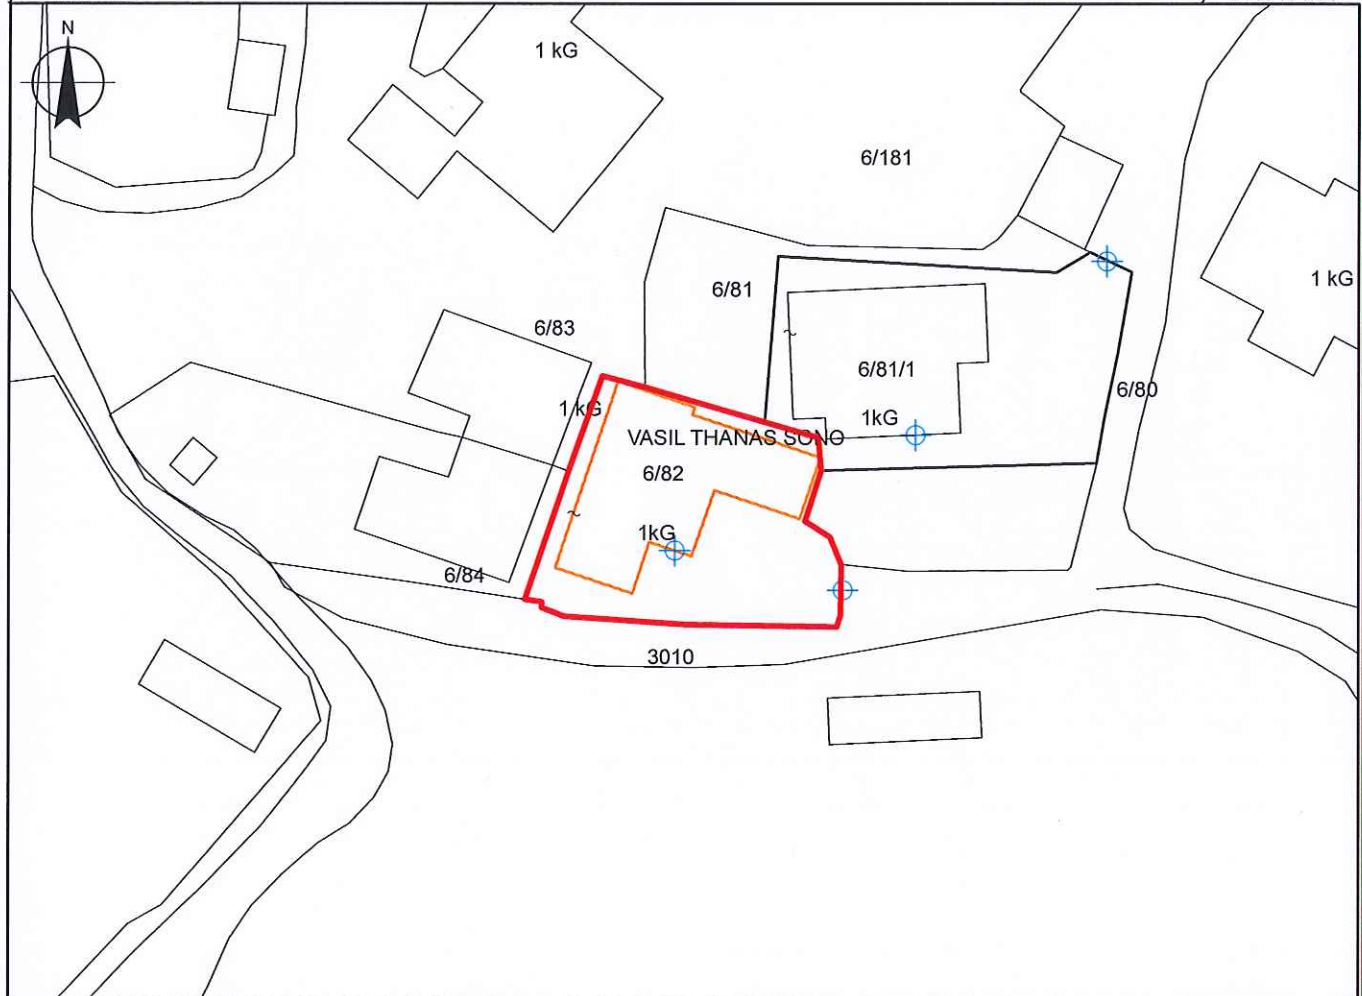 N
1 kG
6/181
6/81
1 kG
6/83
6/81/1
6/80
1 kG
1kG
VASIL THANAS SONO
6/82
1kG
6/84
3010